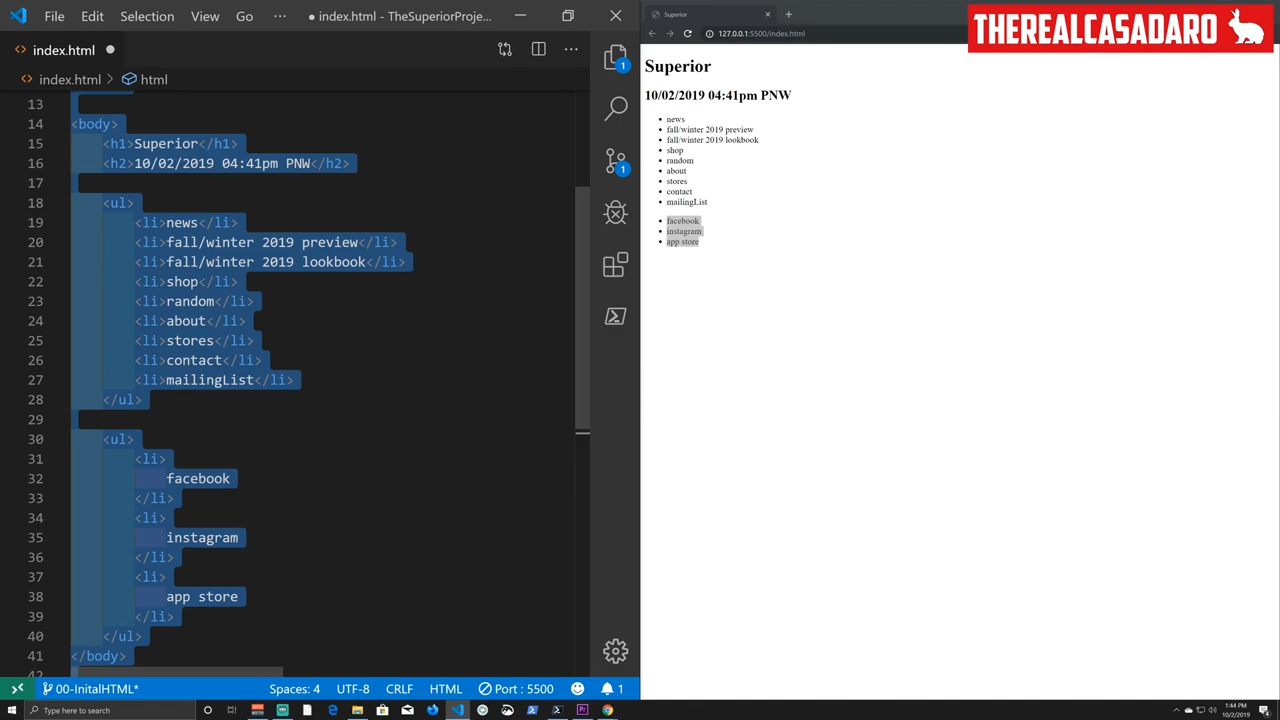 File Edit Selection View Go ··· ● index.html - TheSuperiorProje...
index.html ●
index.html > html
13
14 <body>
15 <h1>Superior</h1>
16 <h2>10/02/2019 04:41pm PNW</h2>
17
18 <ul>
19 <li>news</li>
20 <li>fall/winter 2019 preview</li>
21 <li>fall/winter 2019 lookbook</li>
22 <li>shop</li>
23 <li>random</li>
24 <li>about</li>
25 <li>stores</li>
26 <li>contact</li>
27 <li>mailingList</li>
28 </ul>
29
30 <ul>
31 <li>
32 facebook
33 </li>
34 <li>
35 instagram
36 </li>
37 <li>
38 app store
39 </li>
40 </ul>
41 </body>
42
1
1
00-InitalHTML* Spaces: 4 UTF-8 CRLF HTML Port : 5500 1
Superior
127.0.0.1:5500/index.html
THEREALCASADARO
Superior
10/02/2019 04:41pm PNW
• news
• fall/winter 2019 preview
• fall/winter 2019 lookbook
• shop
• random
• about
• stores
• contact
• mailingList
• facebook
• instagram
• app store
Type here to search
1:44 PM
10/2/2019